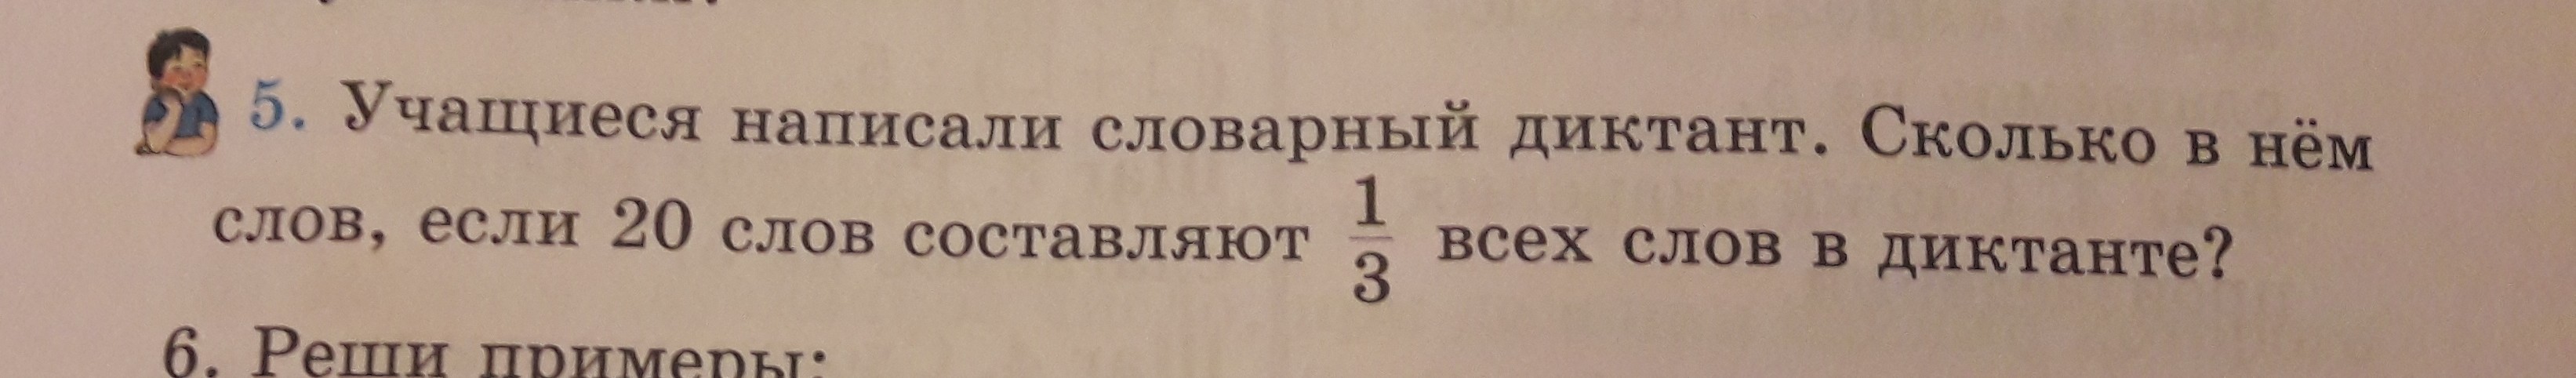 5. Учащиеся написали словарный диктант. Сколько в нём
слов, если 20 слов составляют 1/3 всех слов в диктанте?
6. Реши примеры: